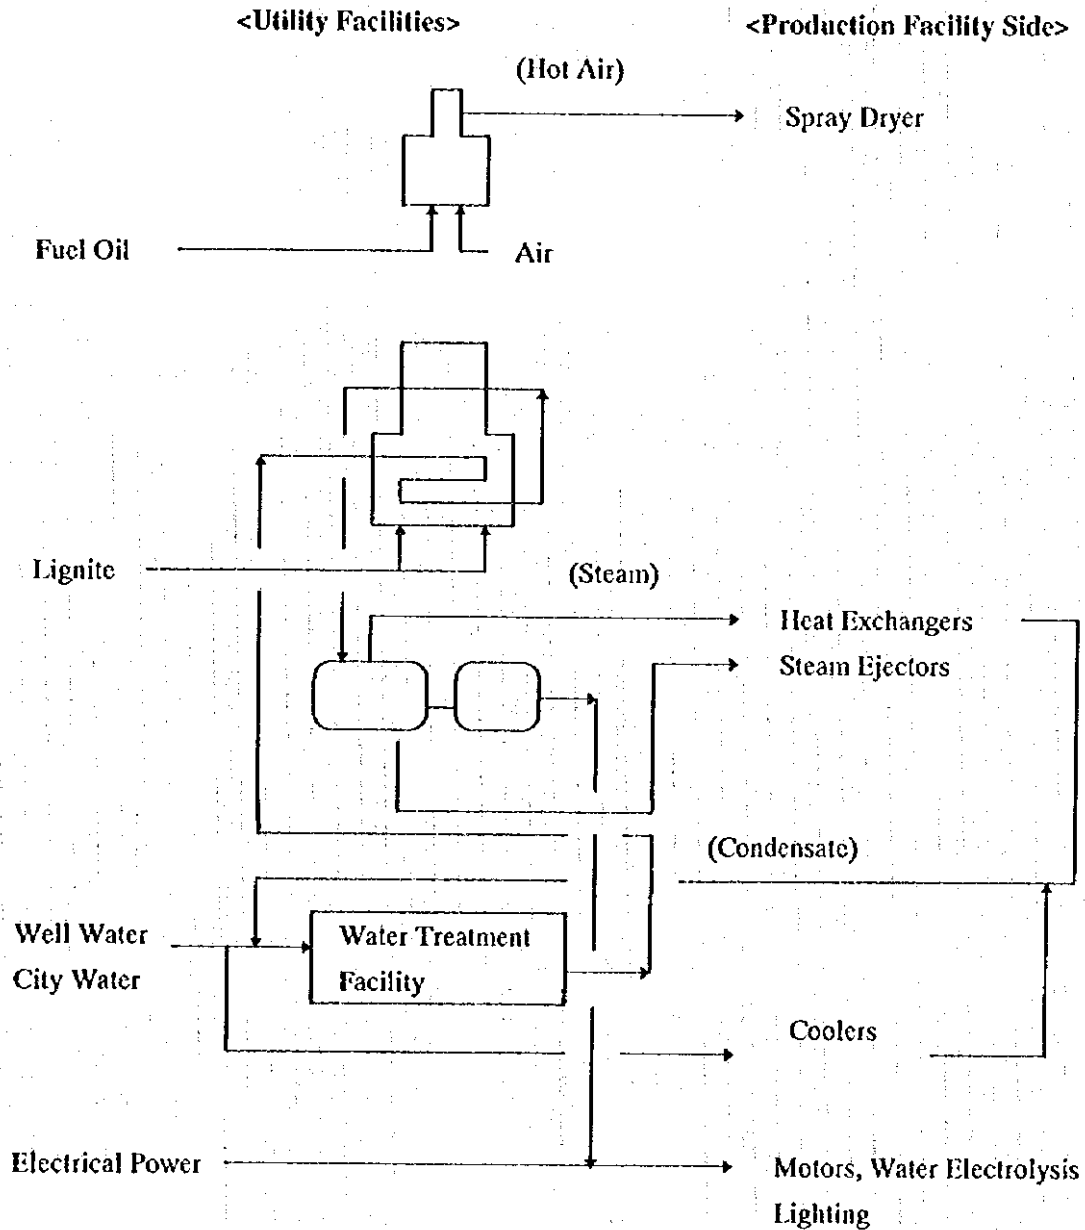 <Utility Facilities>
<Production Facility Side>
(Hot Air)
Spray Dryer
Fuel Oil
Air
Lignite
(Steam)
Heat Exchangers
Steam Ejectors
(Condensate)
Well Water
City Water
Water Treatment
Facility
Coolers
Electrical Power
Motors, Water Electrolysis
Lighting